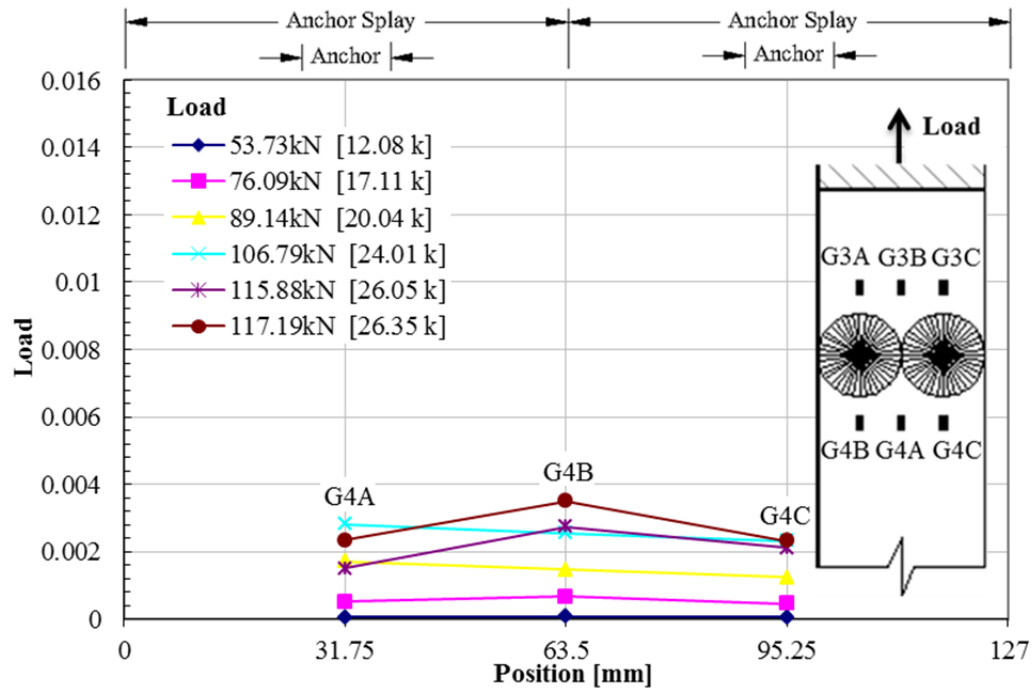 Anchor Splay Anchor Splay
Anchor Anchor
0.016
0.014
0.012
0.01
0.008
0.006
0.004
0.002
0
Load
Load
53.73kN [12.08 k]
76.09kN [17.11 k]
89.14kN [20.04 k]
106.79kN [24.01 k]
115.88kN [26.05 k]
117.19kN [26.35 k]
Load
G3A G3B G3C
G4B G4A G4C
G4A
G4B
G4C
0 31.75 63.5 95.25 127
Position [mm]